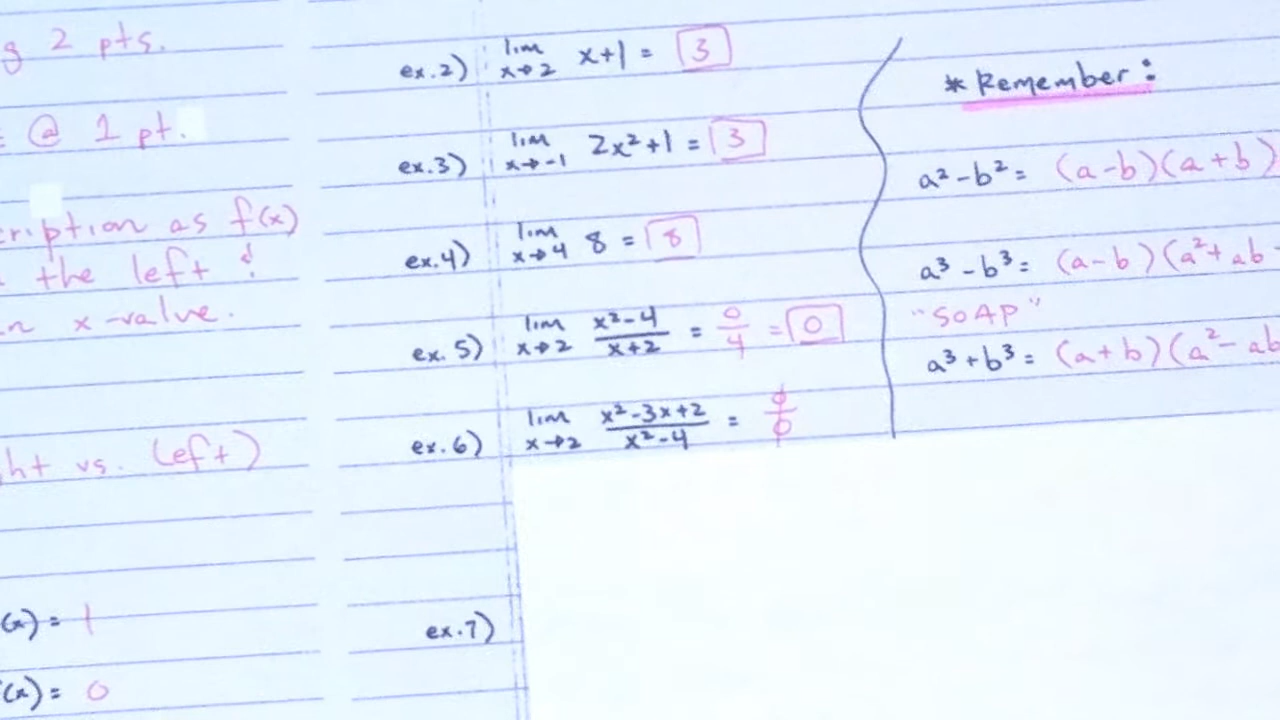 g 2 pts.
@ 1 pt.
cription as f(x)
the left &
x-value.
ght vs. left)
(x) = 1
(x) = 0
ex.2) lim x→2 x+1 = 3
ex.3) lim x→-1 2x²+1 = 3
ex.4) lim x→4 8 = 8
ex.5) lim x→2 x²-4/x+2 = 0/4 = 0
ex.6) lim x→2 x²-3x+2/x²-4 = 0/0
ex.7)
* Remember:
a²-b² = (a-b)(a+b)
a³-b³ = (a-b)(a²+ab
"SOAP"
a³+b³ = (a+b)(a²-ab